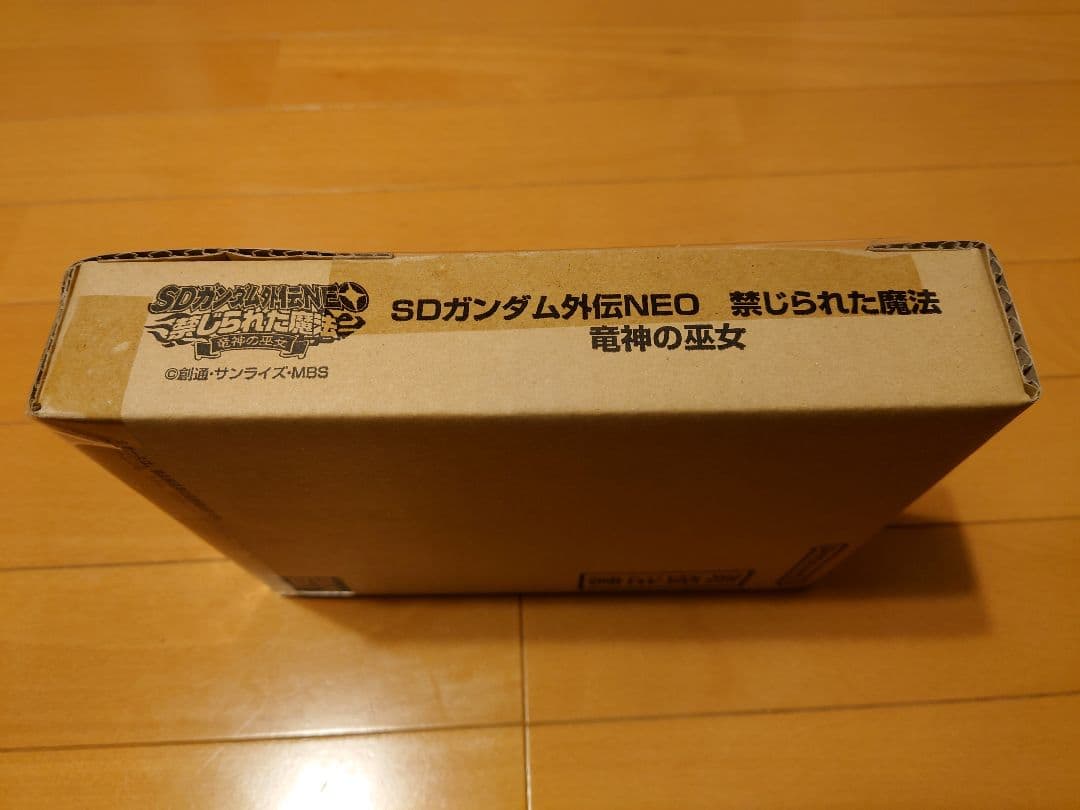 SDガンダム外伝NEO
禁じられた魔法
竜神の巫女
©創通・サンライズ・MBS
SDガンダム外伝NEO 禁じられた魔法
竜神の巫女